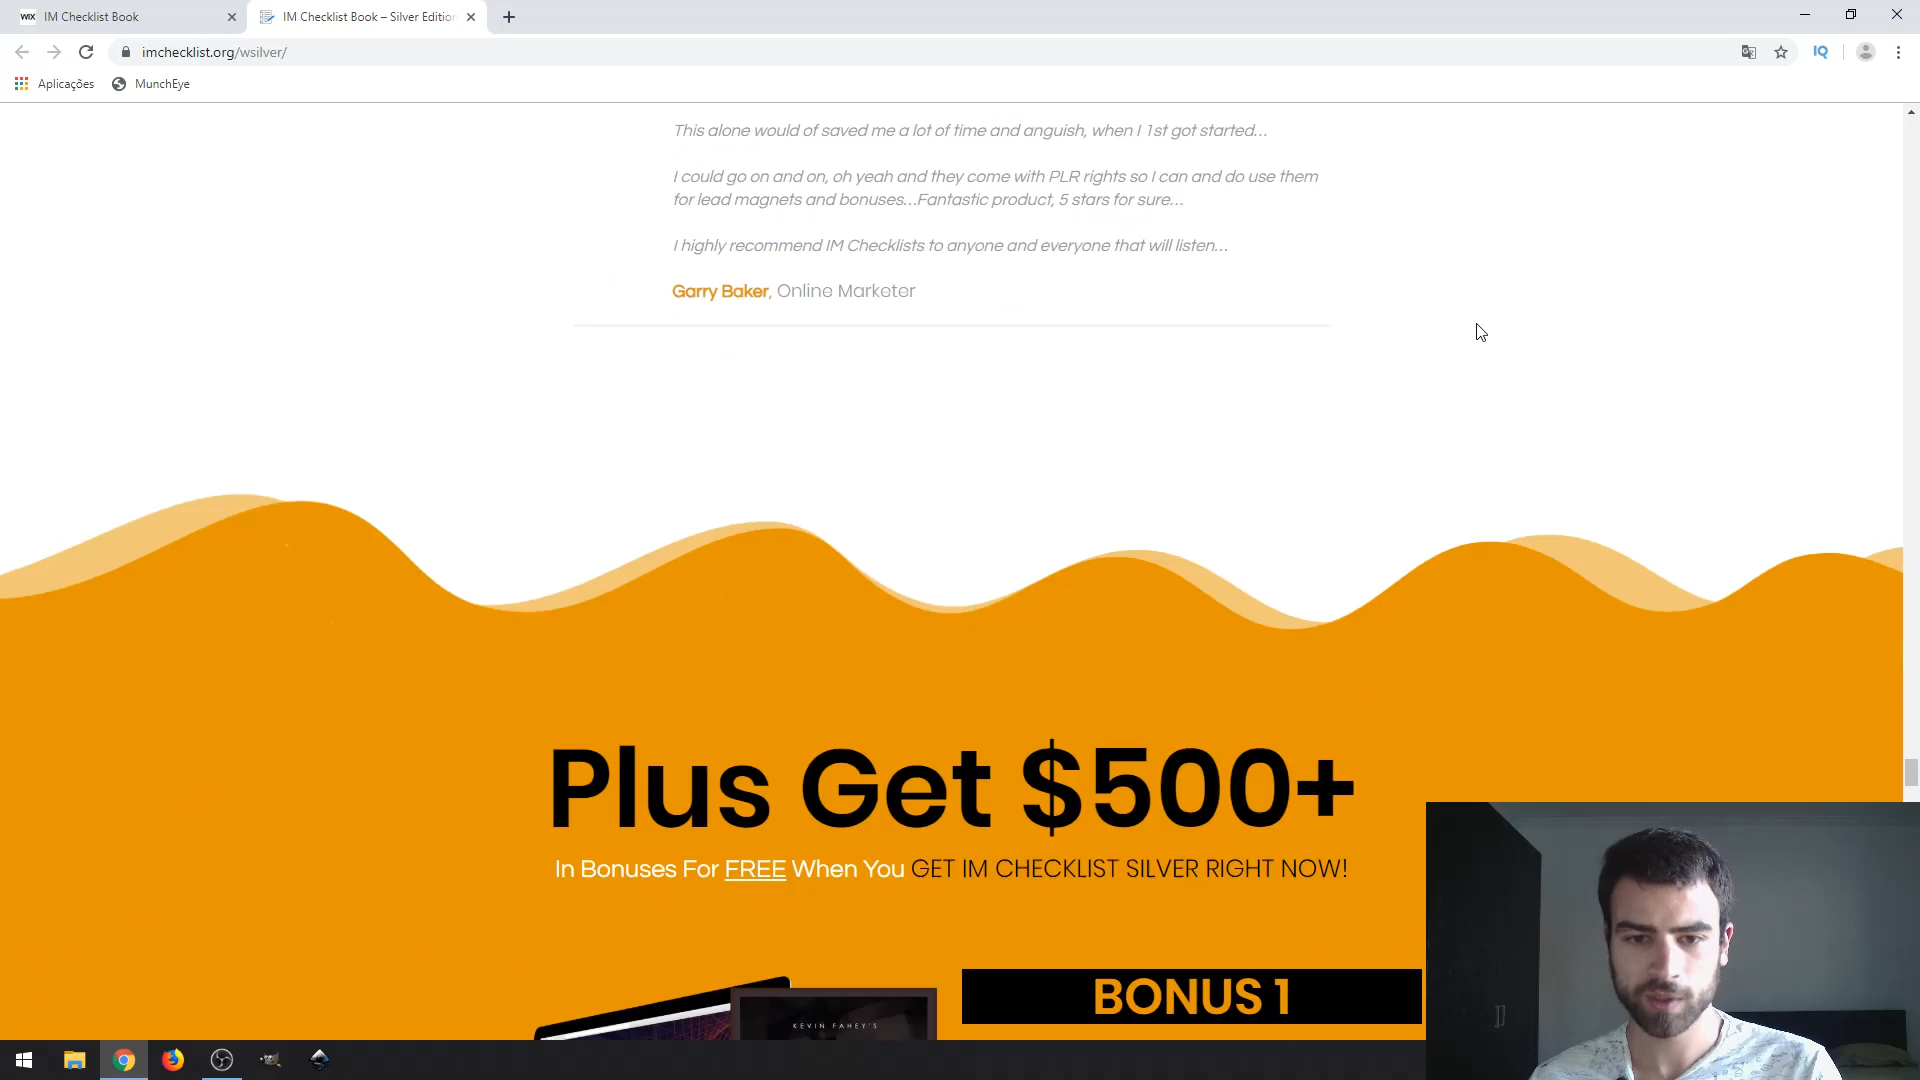 WIX IM Checklist Book
IM Checklist Book – Silver Edition
imchecklist.org/wsilver/
IQ
Aplicações
MunchEye
This alone would of saved me a lot of time and anguish, when I 1st got started...
I could go on and on, oh yeah and they come with PLR rights so I can and do use them
for lead magnets and bonuses...Fantastic product, 5 stars for sure...
I highly recommend IM Checklists to anyone and everyone that will listen...
Garry Baker, Online Marketer
Plus Get $500+
In Bonuses For FREE When You GET IM CHECKLIST SILVER RIGHT NOW!
BONUS 1
KEVIN FAHEY'S